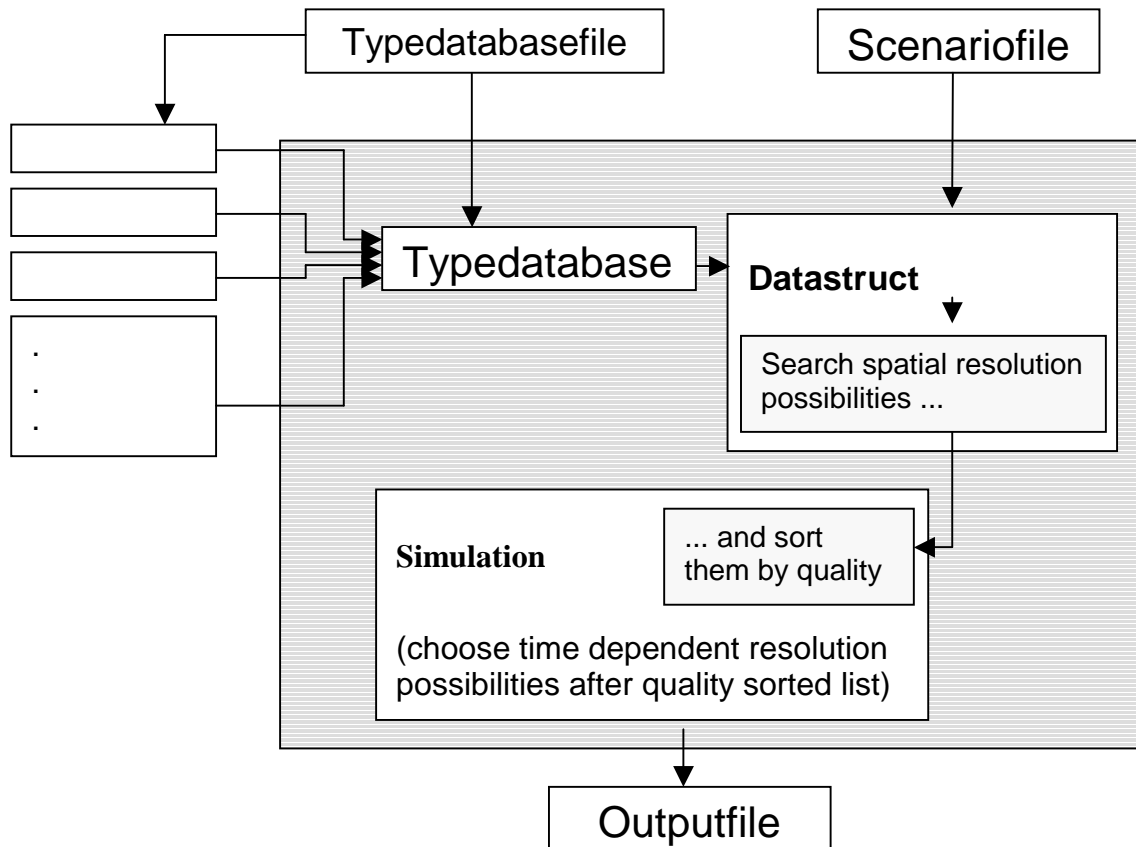 Typedatabasefile
Scenariofile
Typedatabase
Datastruct
Search spatial resolution
possibilities ...
.
.
.
Simulation
... and sort
them by quality
(choose time dependent resolution
possibilities after quality sorted list)
Outputfile